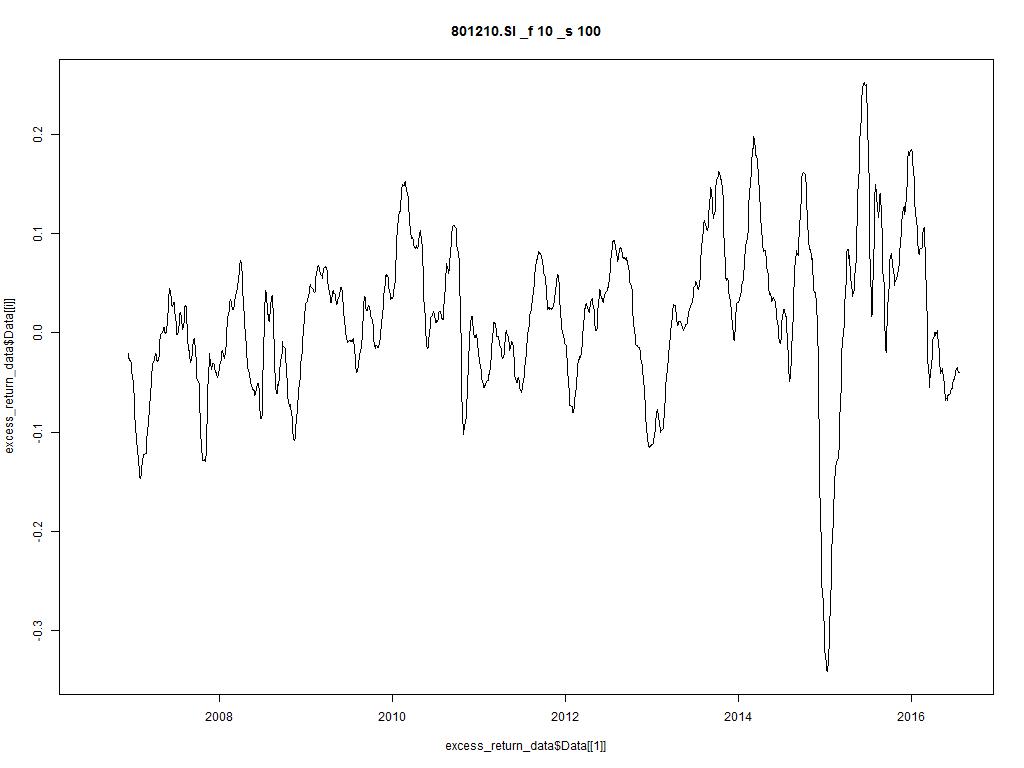 801210.SI _f 10 _s 100
excess_return_data$Data[[i]]
0.2
0.1
0.0
-0.1
-0.2
-0.3
2008 2010 2012 2014 2016
excess_return_data$Data[[1]]